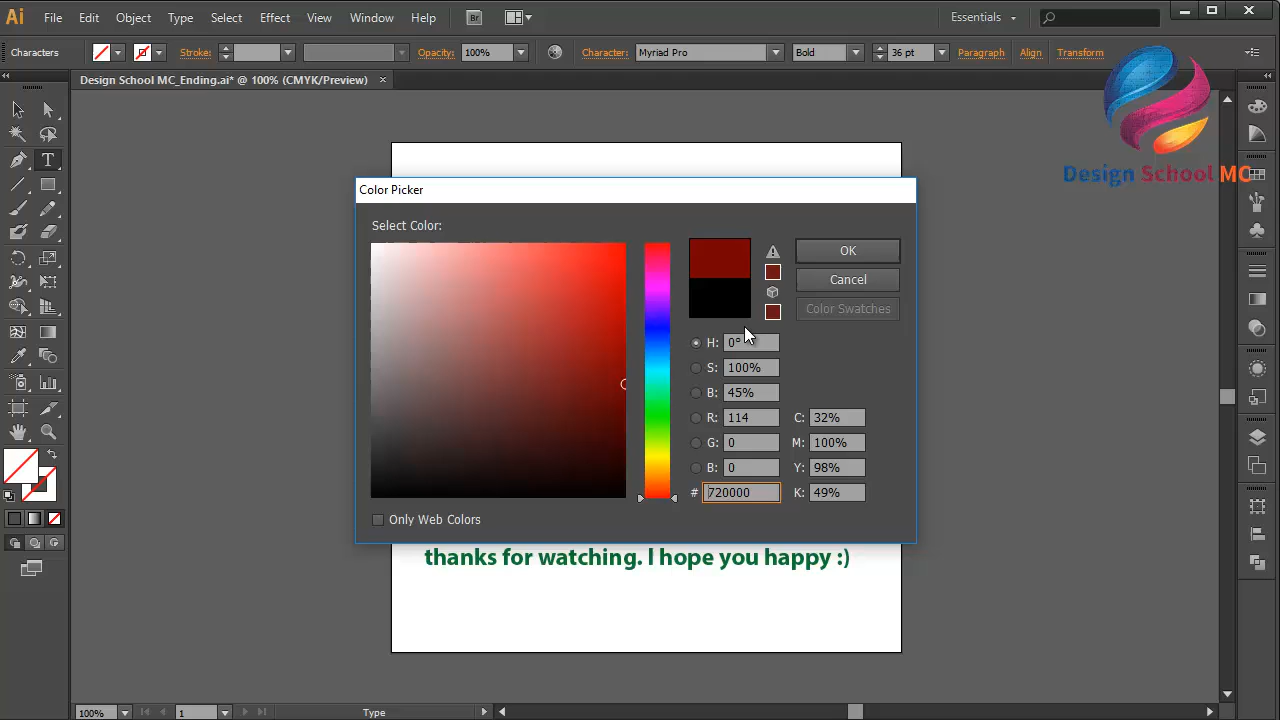 Ai File Edit Object Type Select Effect View Window Help Br Essentials
Characters Stroke: Opacity: 100% Character: Myriad Pro Bold 36 pt Paragraph Align Transform
Design School MC_Ending.ai* @ 100% (CMYK/Preview)
Design School MC
Color Picker
Select Color:
OK
Cancel
Color Swatches
H: 0°
S: 100%
B: 45%
R: 114 C: 32%
G: 0 M: 100%
B: 0 Y: 98%
# 720000 K: 49%
Only Web Colors
thanks for watching. I hope you happy :)
100% 1 Type